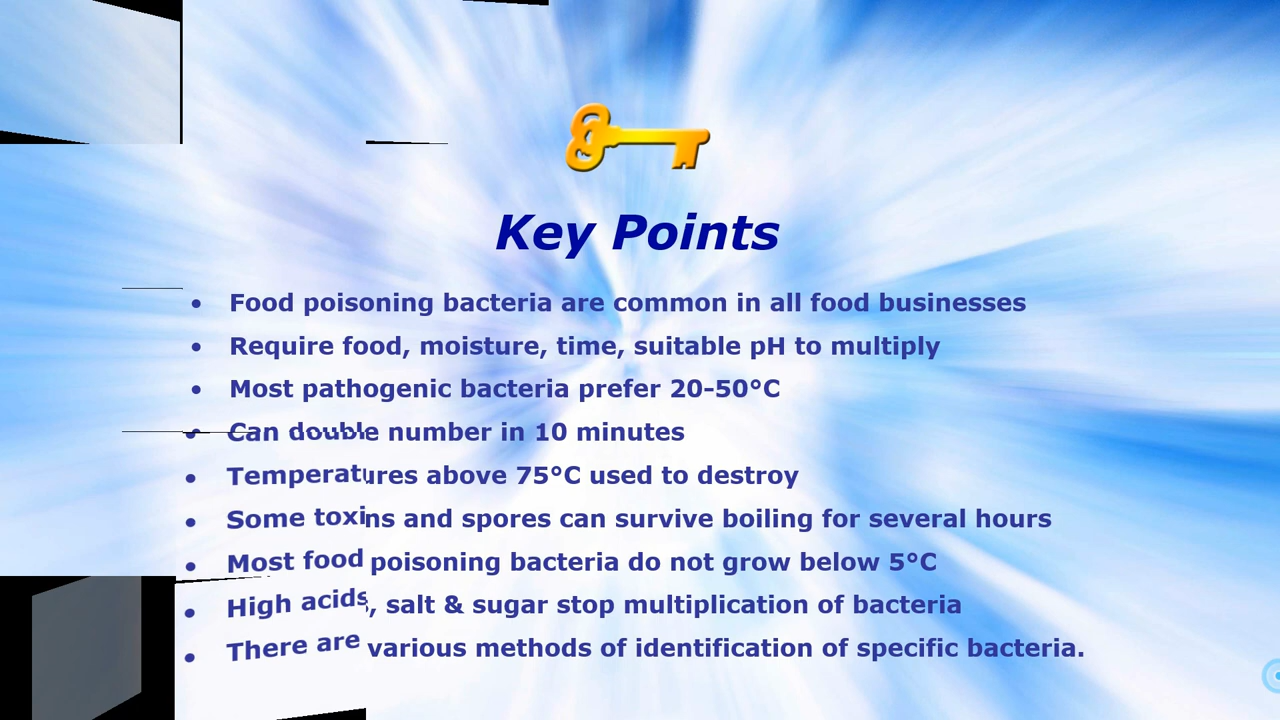 Key Points
• Food poisoning bacteria are common in all food businesses
• Require food, moisture, time, suitable pH to multiply
• Most pathogenic bacteria prefer 20-50°C
• Can double number in 10 minutes
• Temperatures above 75°C used to destroy
• Some toxins and spores can survive boiling for several hours
• Most food poisoning bacteria do not grow below 5°C
• High acids, salt & sugar stop multiplication of bacteria
• There are various methods of identification of specific bacteria.